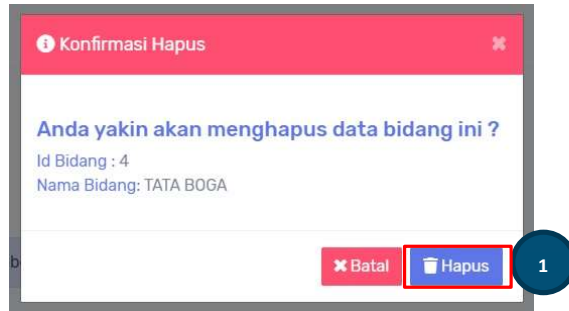 Konfirmasi Hapus
Anda yakin akan menghapus data bidang ini ?
Id Bidang : 4
Nama Bidang: TATA BOGA
Batal
Hapus
1